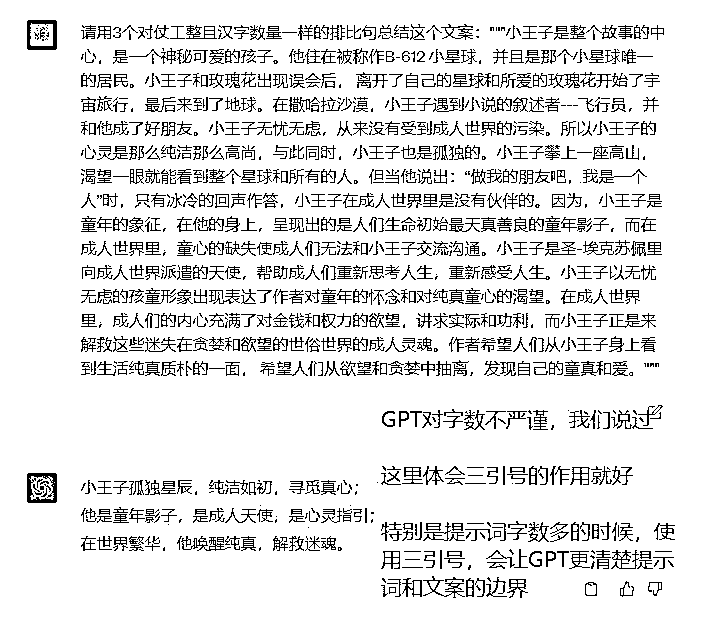 请用3个对仗工整且汉字数量一样的排比句总结这个文案："""小王子是整个故事的中
心，是一个神秘可爱的孩子。他住在被称作B-612 小星球，并且是那个小星球唯一
的居民。小王子和玫瑰花出现误会后， 离开了自己的星球和所爱的玫瑰花开始了宇
宙旅行，最后来到了地球。在撒哈拉沙漠，小王子遇到小说的叙述者---飞行员，并
和他成了好朋友。小王子无忧无虑，从来没有受到成人世界的污染。所以小王子的
心灵是那么纯洁那么高尚，与此同时，小王子也是孤独的。小王子攀上一座高山，
渴望一眼就能看到整个星球和所有的人。但当他说出：“做我的朋友吧，我是一个
人”时，只有冰冷的回声作答，小王子在成人世界里是没有伙伴的。因为，小王子是
童年的象征，在他的身上，呈现出的是人们生命初始最天真善良的童年影子，而在
成人世界里，童心的缺失使成人们无法和小王子交流沟通。小王子是圣-埃克苏佩里
向成人世界派遣的天使，帮助成人们重新思考人生，重新感受人生。小王子以无忧
无虑的孩童形象出现表达了作者对童年的怀念和对纯真童心的渴望。在成人世界
里，成人们的内心充满了对金钱和权力的欲望，讲求实际和功利，而小王子正是来
解救这些迷失在贪婪和欲望的世俗世界的成人灵魂。作者希望人们从小王子身上看
到生活纯真质朴的一面， 希望人们从欲望和贪婪中抽离，发现自己的童真和爱。"""
GPT对字数不严谨，我们说过
这里体会三引号的作用就好
小王子孤独星辰，纯洁如初，寻觅真心；
他是童年影子，是成人天使，是心灵指引；
在世界繁华，他唤醒纯真，解救迷魂。
特别是提示词字数多的时候，使
用三引号，会让GPT更清楚提示
词和文案的边界